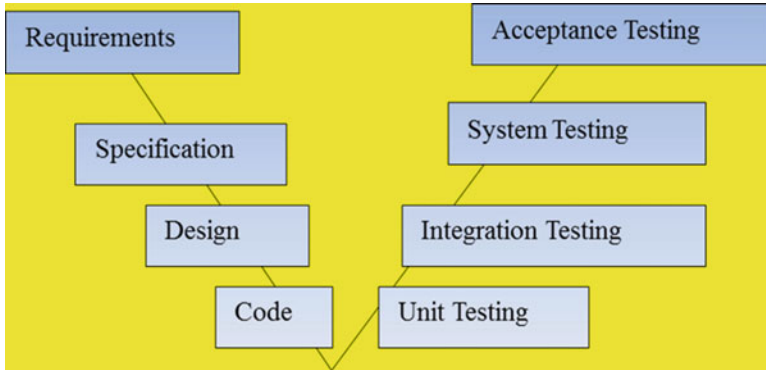 Requirements
Acceptance Testing
Specification
System Testing
Design
Integration Testing
Code
Unit Testing